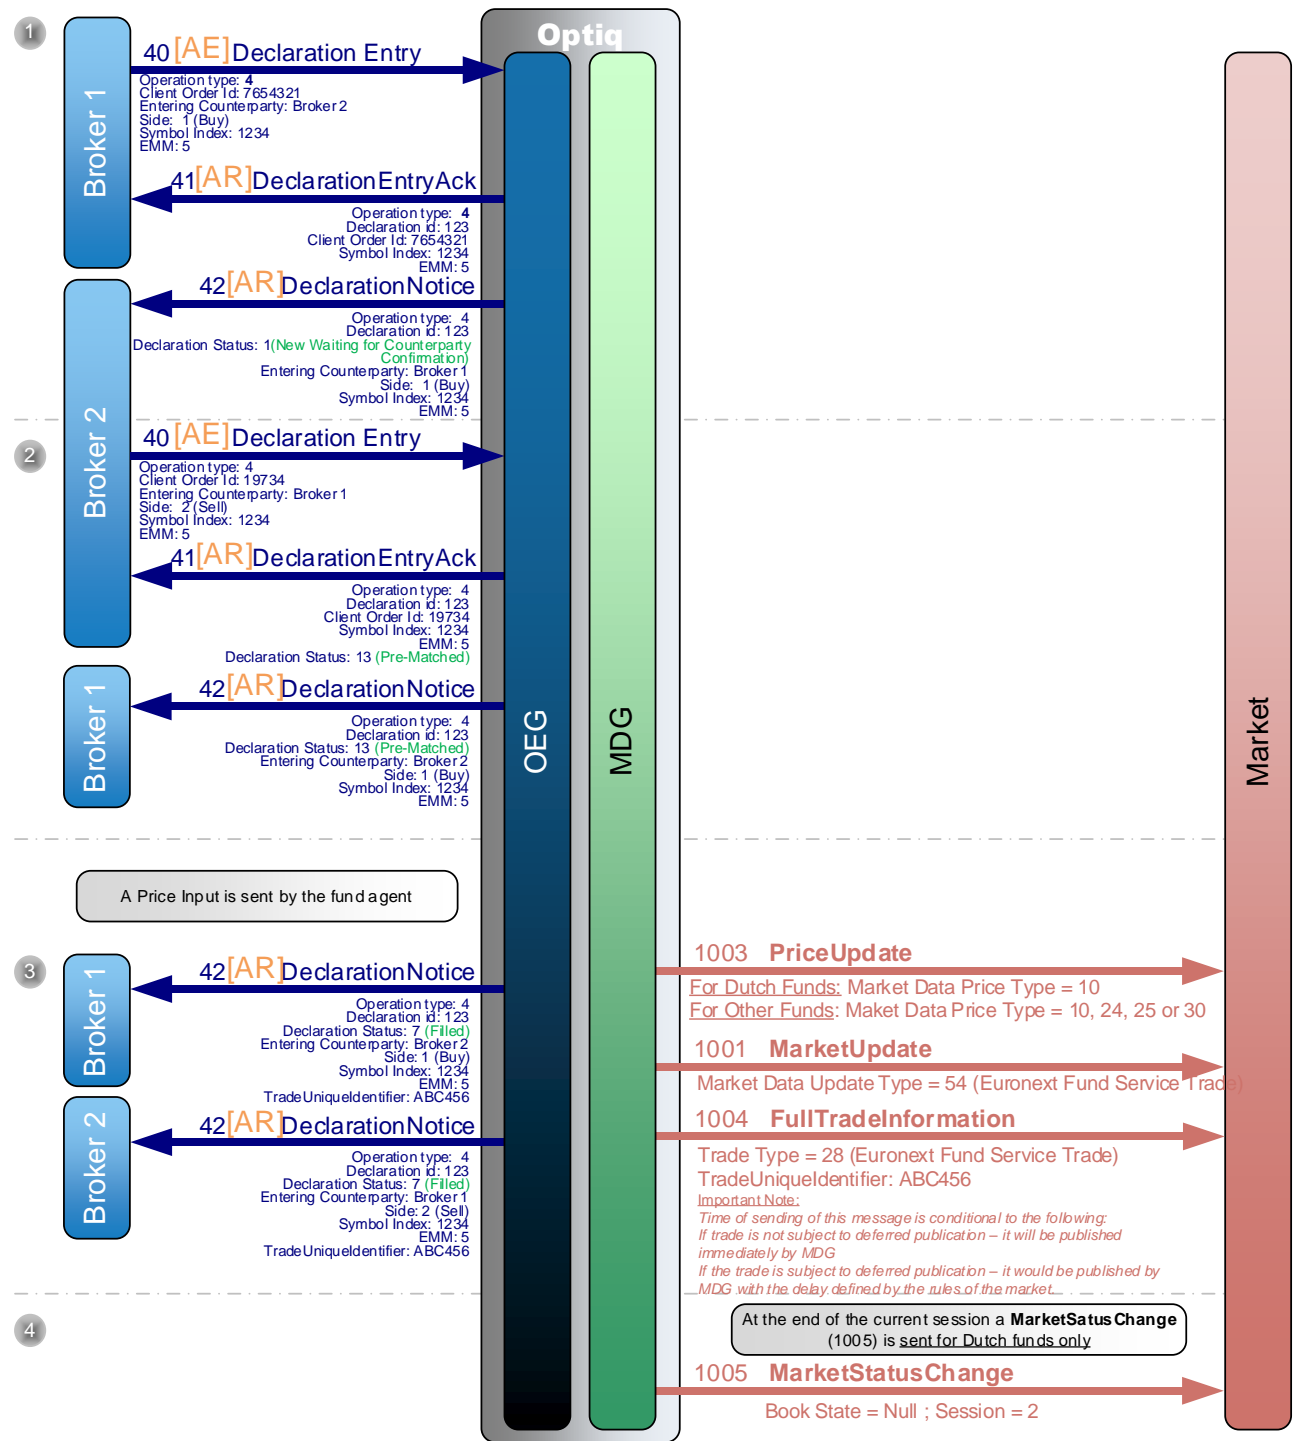 Optiq
1
Broker 1
40 [AE] Declaration Entry
Operation type: 4
Client Order Id: 7654321
Entering Counterparty: Broker 2
Side: 1 (Buy)
Symbol Index: 1234
EMM: 5
41 [AR] DeclarationEntryAck
Operation type: 4
Declaration id: 123
Client Order Id: 7654321
Symbol Index: 1234
EMM: 5
Broker 2
42 [AR] DeclarationNotice
Operation type: 4
Declaration id: 123
Declaration Status: 1(New Waiting for Counterparty
Confirmation)
Entering Counterparty: Broker 1
Side: 1 (Buy)
Symbol Index: 1234
EMM: 5
2
40 [AE] Declaration Entry
Operation type: 4
Client Order Id: 19734
Entering Counterparty: Broker 1
Side: 2 (Sell)
Symbol Index: 1234
EMM: 5
41 [AR] DeclarationEntryAck
Operation type: 4
Declaration id: 123
Client Order Id: 19734
Symbol Index: 1234
EMM: 5
Declaration Status: 13 (Pre-Matched)
Broker 1
42 [AR] DeclarationNotice
Operation type: 4
Declaration id: 123
Declaration Status: 13 (Pre-Matched)
Entering Counterparty: Broker 2
Side: 1 (Buy)
Symbol Index: 1234
EMM: 5
OEG
MDG
Market
A Price Input is sent by the fund agent
3
Broker 1
42 [AR] DeclarationNotice
Operation type: 4
Declaration id: 123
Declaration Status: 7 (Filled)
Entering Counterparty: Broker 2
Side: 1 (Buy)
Symbol Index: 1234
EMM: 5
TradeUniqueIdentifier: ABC456
Broker 2
42 [AR] DeclarationNotice
Operation type: 4
Declaration id: 123
Declaration Status: 7 (Filled)
Entering Counterparty: Broker 1
Side: 2 (Sell)
Symbol Index: 1234
EMM: 5
TradeUniqueIdentifier: ABC456
1003 PriceUpdate
For Dutch Funds: Market Data Price Type = 10
For Other Funds: Maket Data Price Type = 10, 24, 25 or 30
1001 MarketUpdate
Market Data Update Type = 54 (Euronext Fund Service Trade)
1004 FullTradeInformation
Trade Type = 28 (Euronext Fund Service Trade)
TradeUniqueIdentifier: ABC456
Important Note:
Time of sending of this message is conditional to the following:
If trade is not subject to deferred publication – it will be published
immediately by MDG
If the trade is subject to deferred publication – it would be published by
MDG with the delay defined by the rules of the market.
4
At the end of the current session a MarketSatusChange
(1005) is sent for Dutch funds only
1005 MarketStatusChange
Book State = Null ; Session = 2